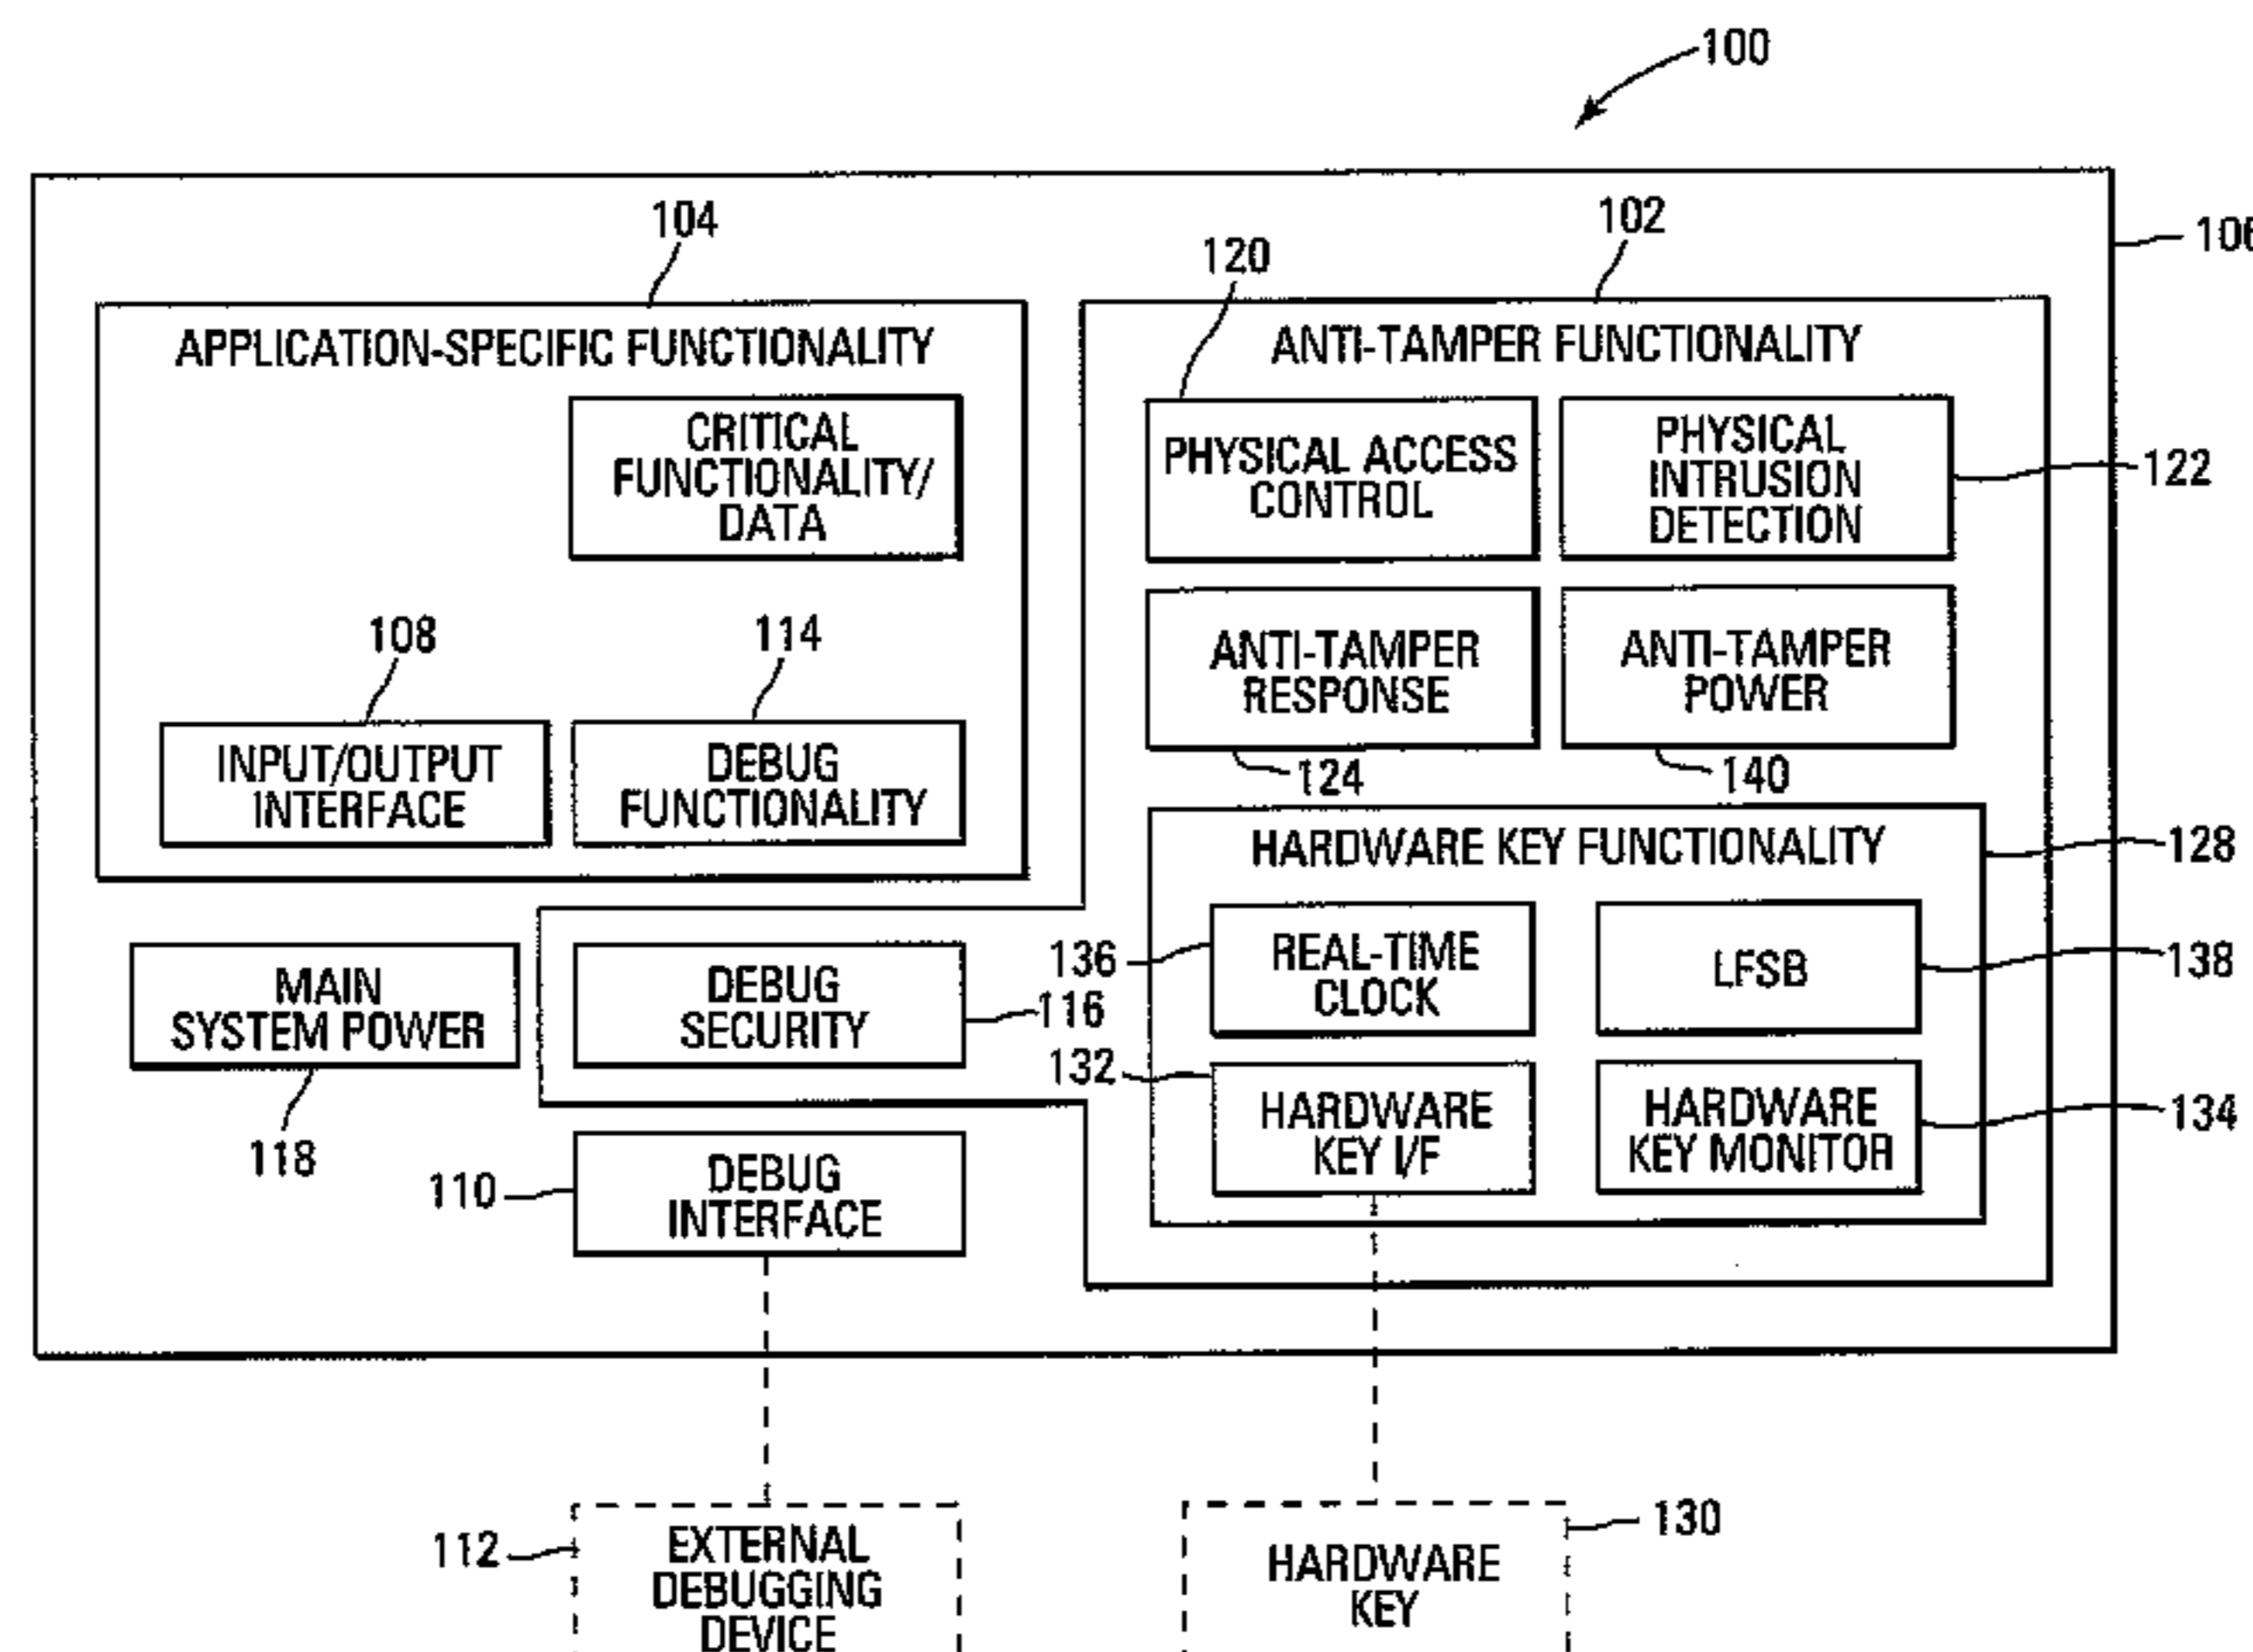 100
104
102
106
120
APPLICATION-SPECIFIC FUNCTIONALITY
ANTI-TAMPER FUNCTIONALITY
CRITICAL
FUNCTIONALITY/
DATA
PHYSICAL ACCESS
CONTROL
PHYSICAL
INTRUSION
DETECTION
122
108
114
ANTI-TAMPER
RESPONSE
ANTI-TAMPER
POWER
INPUT/OUTPUT
INTERFACE
DEBUG
FUNCTIONALITY
124
140
HARDWARE KEY FUNCTIONALITY
128
MAIN
SYSTEM POWER
DEBUG
SECURITY
116
136
REAL-TIME
CLOCK
LFSB
138
118
132
HARDWARE
KEY I/F
HARDWARE
KEY MONITOR
134
110
DEBUG
INTERFACE
112
EXTERNAL
DEBUGGING
DEVICE
HARDWARE
KEY
130